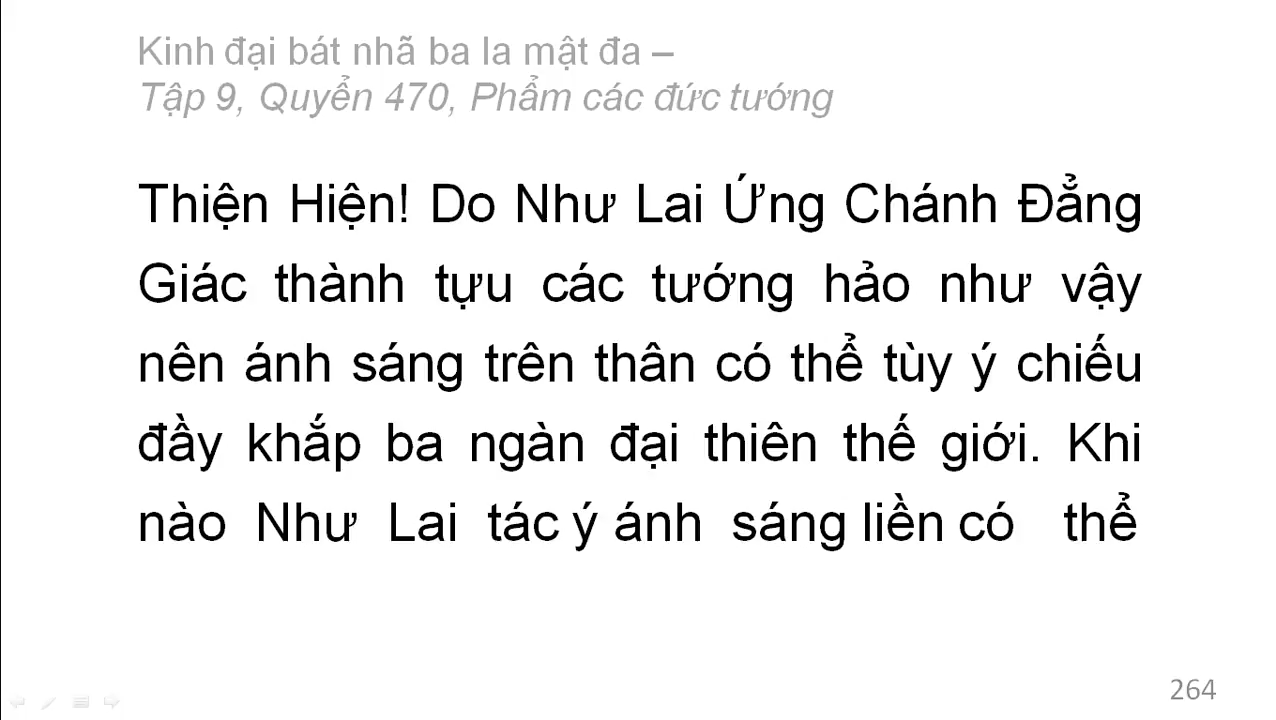 Kinh đại bát nhã ba la mật đa –
Tập 9, Quyển 470, Phẩm các đức tướng
Thiện Hiện! Do Như Lai Ứng Chánh Đẳng
Giác thành tựu các tướng hảo như vậy
nên ánh sáng trên thân có thể tùy ý chiếu
đầy khắp ba ngàn đại thiên thế giới. Khi
nào Như Lai tác ý ánh sáng liền có thể
264